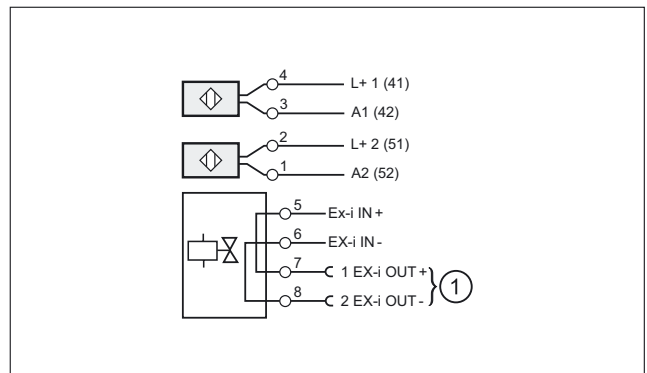 4 L+ 1 (41)
3 A1 (42)
2 L+ 2 (51)
1 A2 (52)
5 Ex-i IN +
6 EX-i IN -
7 1 EX-i OUT +
8 2 EX-i OUT -
1